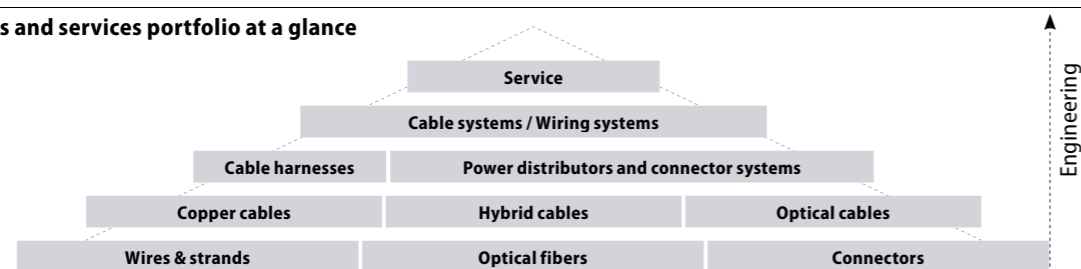 s and services portfolio at a glance
Service
Cable systems / Wiring systems
Cable harnesses
Power distributors and connector systems
Copper cables
Hybrid cables
Optical cables
Wires & strands
Optical fibers
Connectors
Engineering